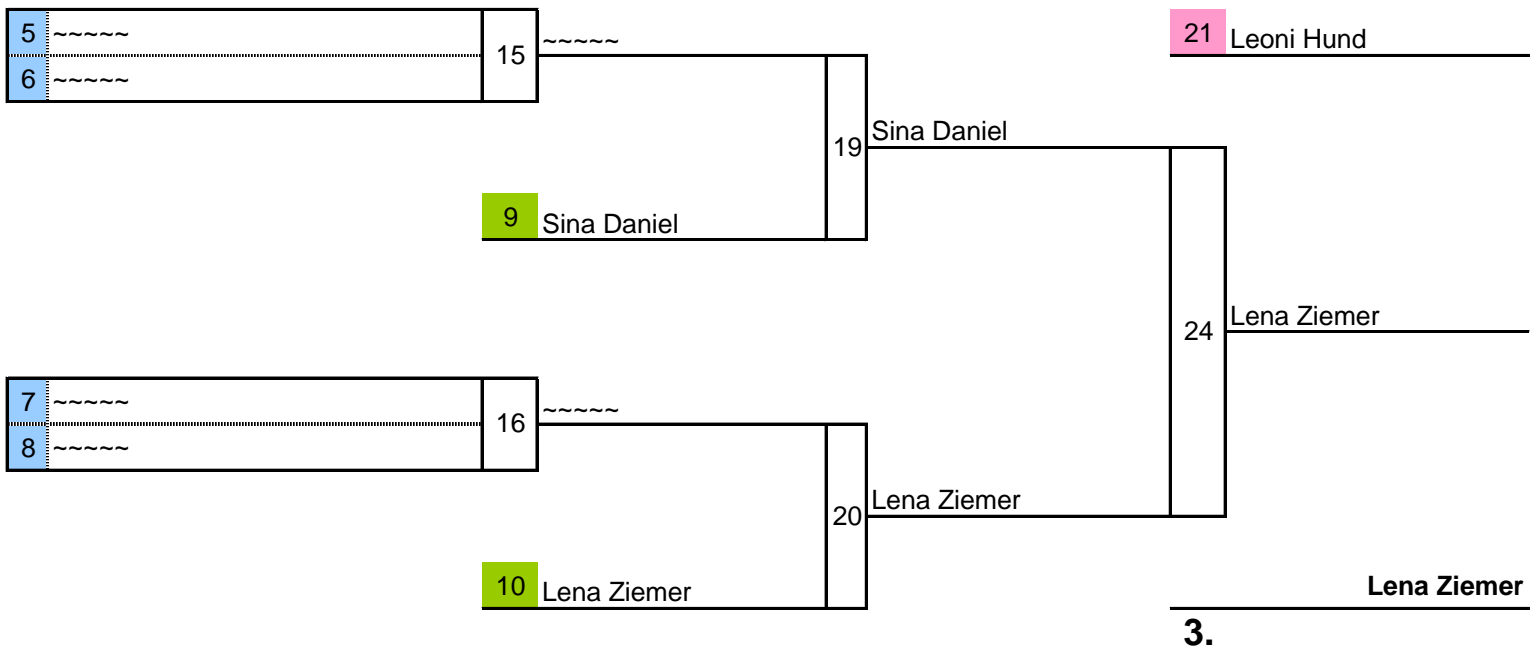 5 ~~~~~
15 ~~~~~
6 ~~~~~
21 Leoni Hund
19 Sina Daniel
9 Sina Daniel
24 Lena Ziemer
7 ~~~~~
16 ~~~~~
8 ~~~~~
20 Lena Ziemer
10 Lena Ziemer
Lena Ziemer
3.